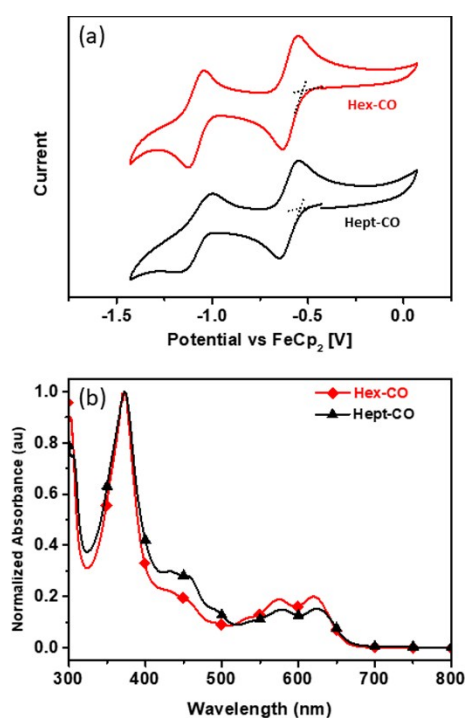 (a)
Hex-CO
Hept-CO
Current
-1.5 -1.0 -0.5 0.0
Potential vs FeCp2 [V]
(b)
Hex-CO
Hept-CO
Normalized Absorbance (au)
1.0
0.8
0.6
0.4
0.2
0.0
300 400 500 600 700 800
Wavelength (nm)